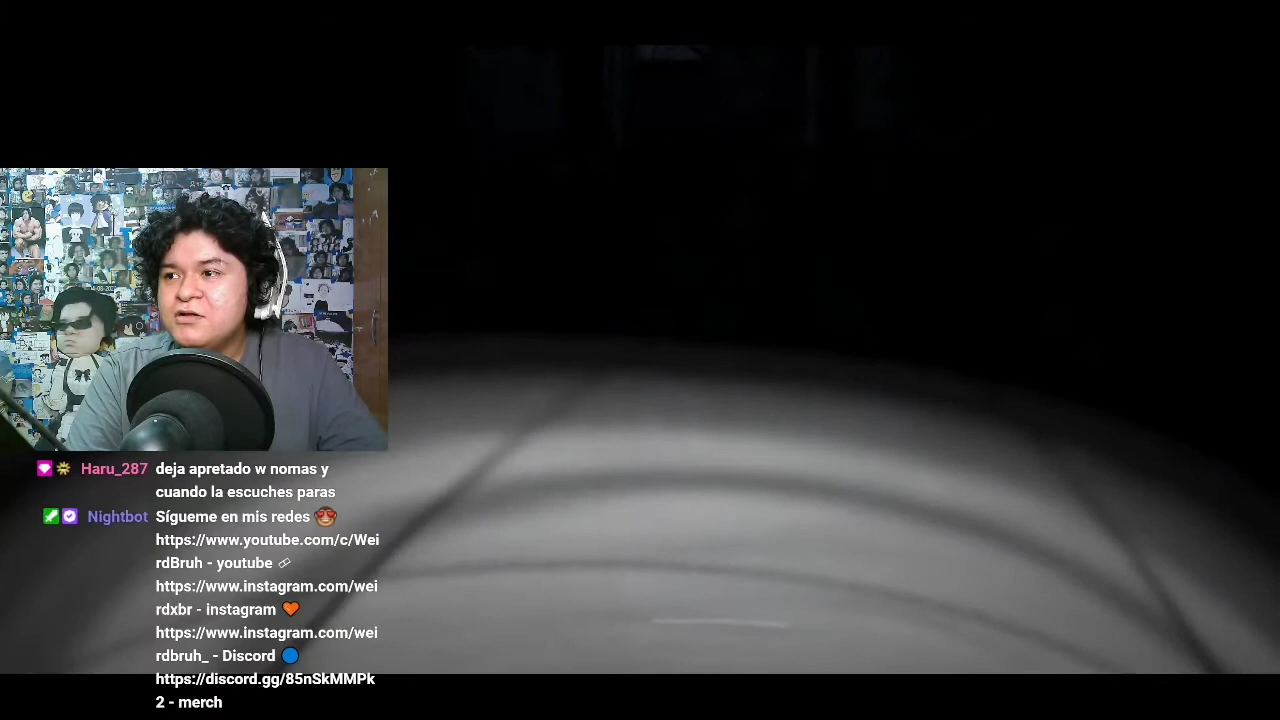 Haru_287 deja apretado w nomas y
cuando la escuches paras
Nightbot Sígueme en mis redes
https://www.youtube.com/c/Wei
rdBruh - youtube
https://www.instagram.com/wei
rdxbr - instagram
https://www.instagram.com/wei
rdbruh_ - Discord
https://discord.gg/85nSkMMPk
2 - merch